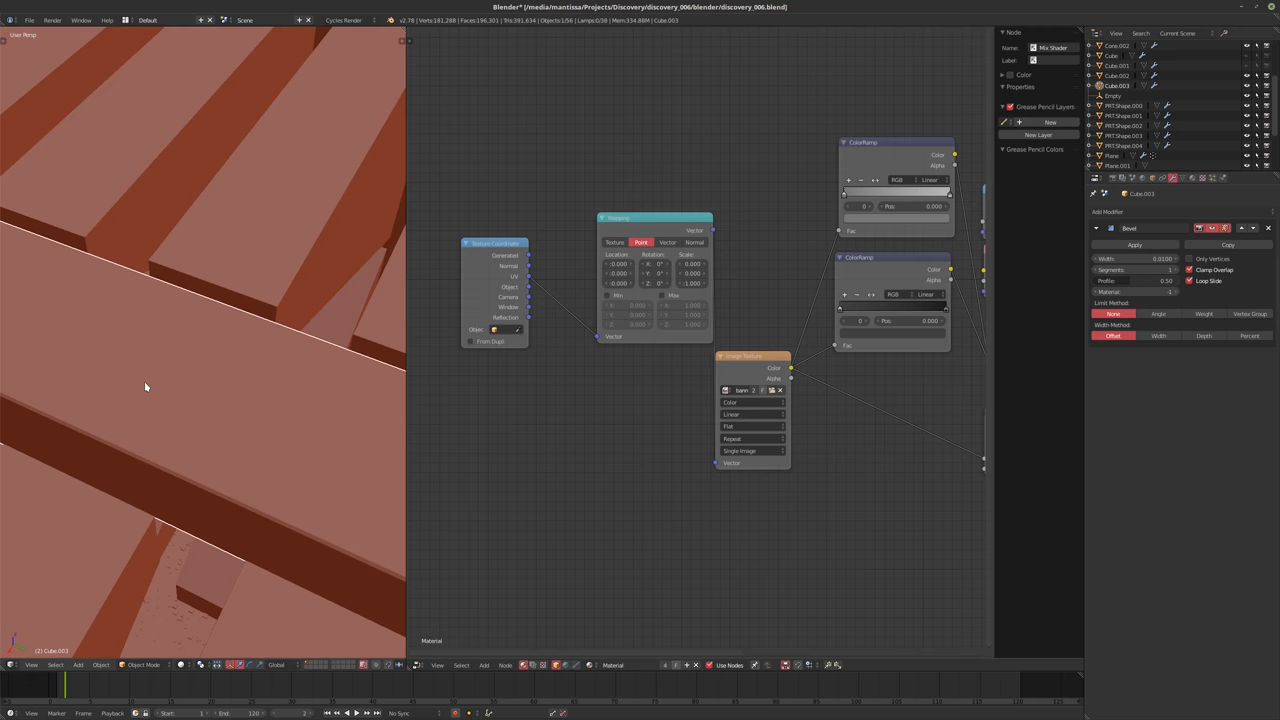 Blender* [/media/mantissa/Projects/Discovery/discovery_006/blender/discovery_006.blend]
File Render Window Help Default Scene Cycles Render v2.78 | Verts:181,288 | Faces:196,301 | Tris:391,634 | Objects:1/56 | Lamps:0/38 | Mem:334.88M | Cube.003
User Persp
(2) Cube.003
Texture Coordinate
Generated
Normal
UV
Object
Camera
Window
Reflection
Objec
From Dupli
Mapping
Vector
Texture Point Vector Normal
Location: Rotation: Scale:
Min Max
Vector
Image Texture
Color
Alpha
bann 2 F
Color
Linear
Flat
Repeat
Single Image
Vector
ColorRamp
Color
Alpha
RGB Linear
0 Pos: 0.000
Fac
ColorRamp
Color
Alpha
RGB Linear
0 Pos: 0.000
Fac
Material
Node
Name: Mix Shader
Label:
Color
Properties
Grease Pencil Layers
New
New Layer
Grease Pencil Colors
View Search Current Scene
Cone.002
Cube
Cube.001
Cube.002
Cube.003
Empty
PRT.Shape.000
PRT.Shape.001
PRT.Shape.002
PRT.Shape.003
PRT.Shape.004
Plane
Plane.001
Cube.003
Add Modifier
Bevel
Apply Copy
Width: 0.0100 Only Vertices
Segments: 1 Clamp Overlap
Profile: 0.50 Loop Slide
Material: -1
Limit Method:
None Angle Weight Vertex Group
Width Method:
Offset Width Depth Percent
View Select Add Object Object Mode Global
View Select Add Node Material 4 F Use Nodes
View Marker Frame Playback Start: 1 End: 120 2 No Sync